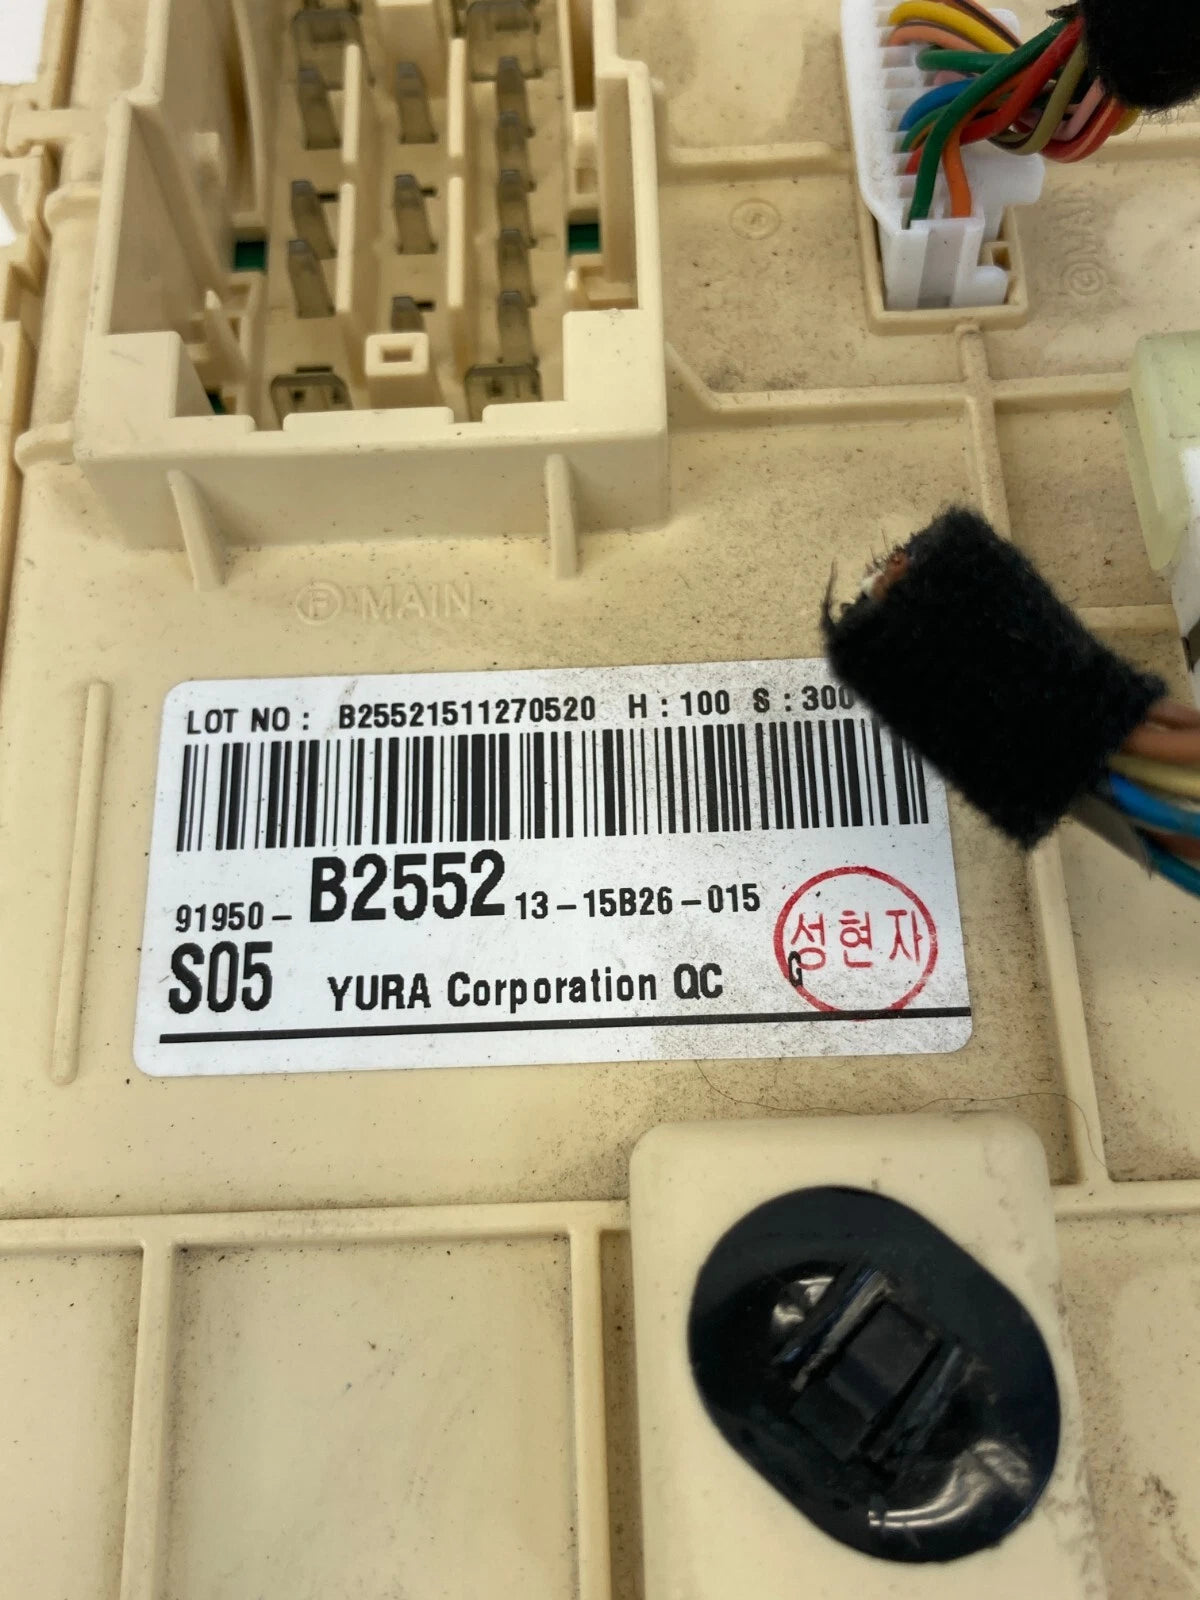 Ⓟ MAIN
LOT NO : B25521511270520 H : 100 S : 300
91950- B2552 13-15B26-015
S05 YURA Corporation QC G
성현자